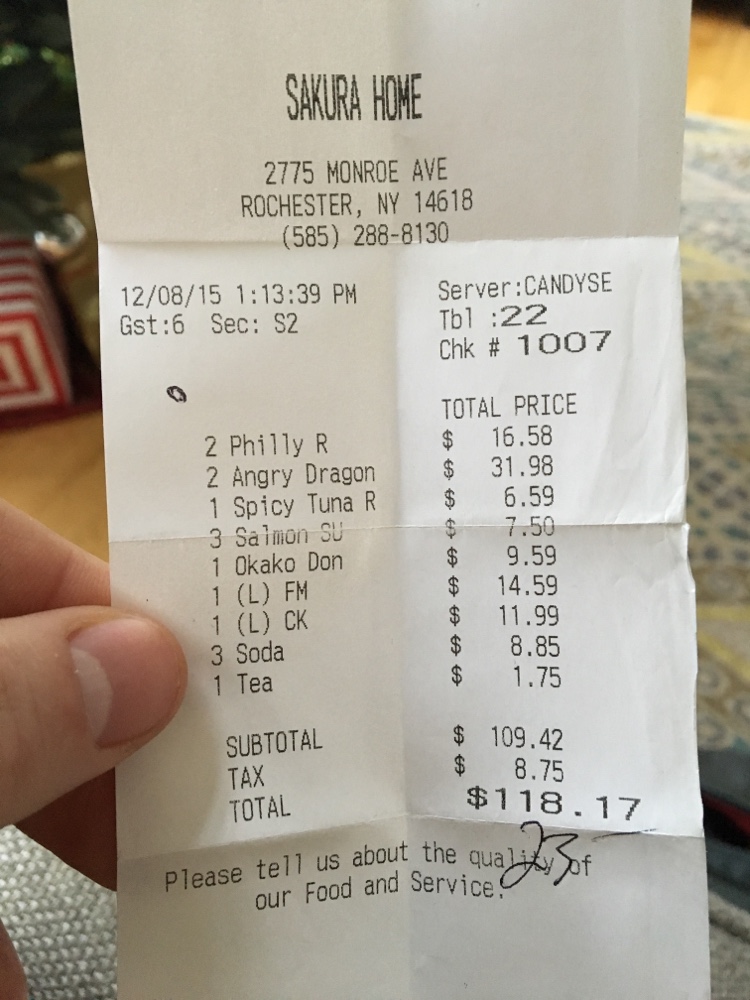 SAKURA HOME
2775 MONROE AVE
ROCHESTER, NY 14618
(585) 288-8130
12/08/15 1:13:39 PM Server:CANDYSE
Gst:6 Sec: S2 Tbl :22
Chk # 1007
TOTAL PRICE
2 Philly R $ 16.58
2 Angry Dragon $ 31.98
1 Spicy Tuna R $ 6.59
3 Salmon SU $ 7.50
1 Okako Don $ 9.59
1 (L) FM $ 14.59
1 (L) CK $ 11.99
3 Soda $ 8.85
1 Tea $ 1.75
SUBTOTAL $ 109.42
TAX $ 8.75
TOTAL $118.17
23
Please tell us about the quality of
our Food and Service.